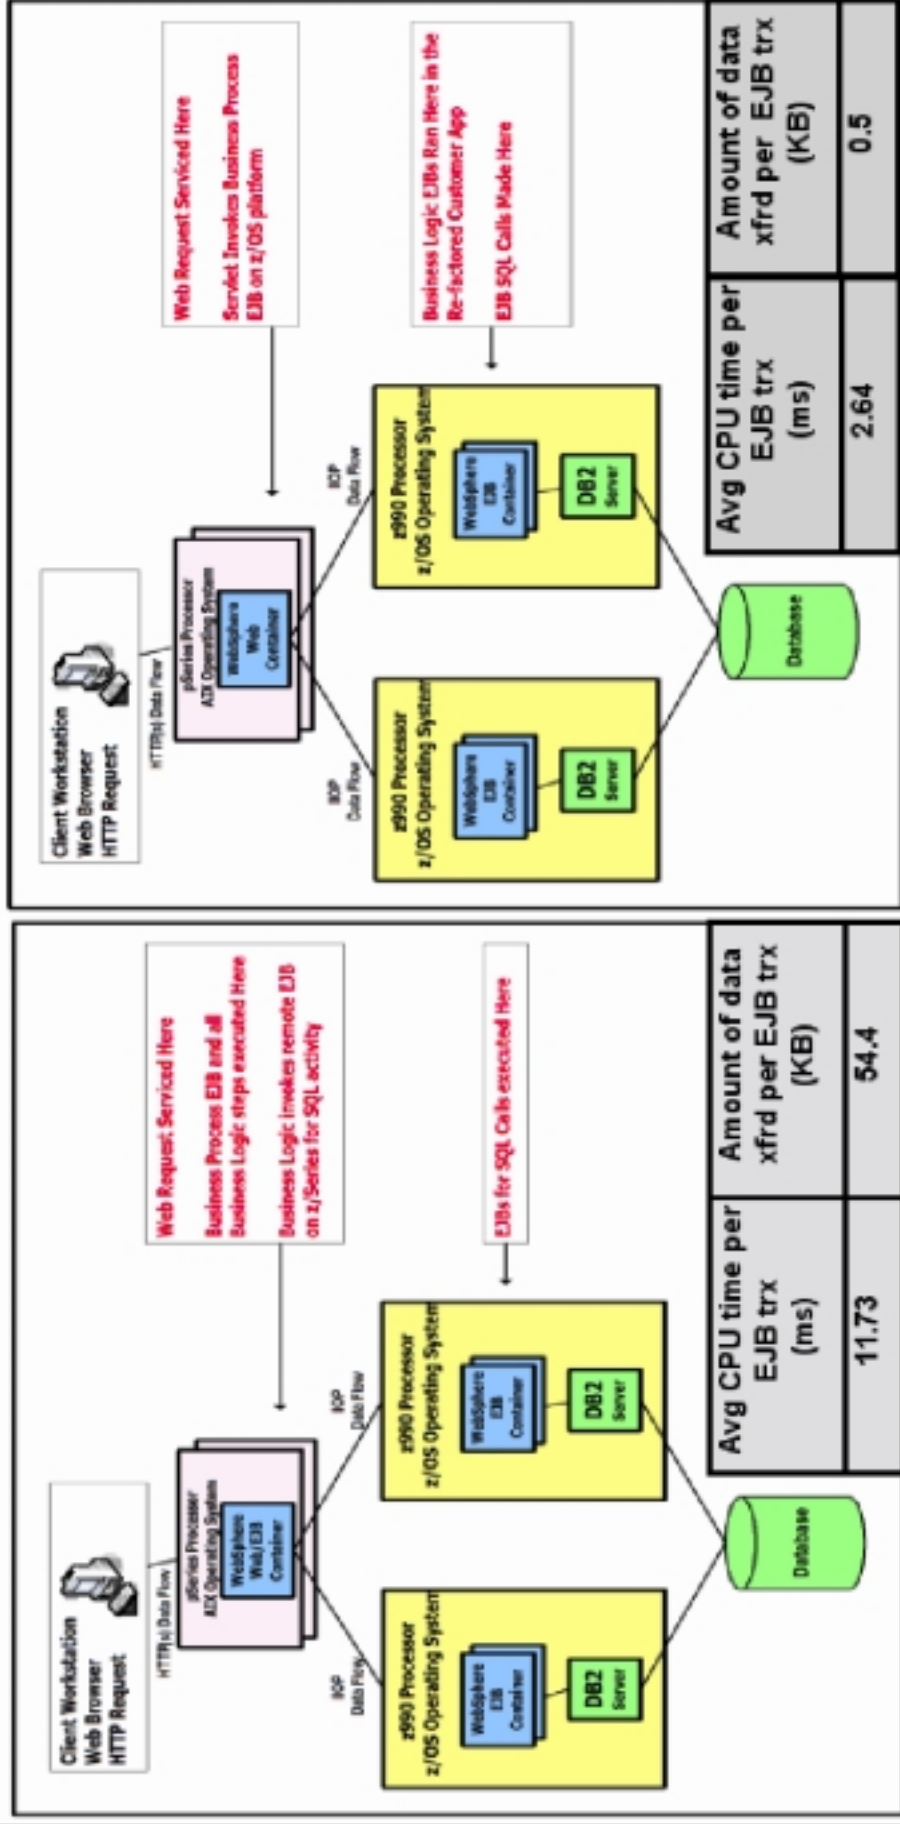 Client Workstation
Web Browser
HTTP Request
HTTP(s) Data Flow
pSeries Processor
AIX Operating System
WebSphere
Web/EJB
Container
Web Request Serviced Here
Business Process EJB and all
Business Logic steps executed Here
Business Logic invokes remote EJB
on z/Series for SQL activity
IIOP
Data Flow
IIOP
Data Flow
z990 Processor
z/OS Operating System
WebSphere
EJB
Container
DB2
Server
z990 Processor
z/OS Operating System
WebSphere
EJB
Container
DB2
Server
EJBs for SQL Calls executed Here
Database
Avg CPU time per
EJB trx
(ms)
Amount of data
xfrd per EJB trx
(KB)
11.73
54.4
Client Workstation
Web Browser
HTTP Request
HTTP(s) Data Flow
pSeries Processor
AIX Operating System
WebSphere
Web
Container
Web Request Serviced Here
Servlet Invokes Business Process
EJB on z/OS platform
IIOP
Data Flow
IIOP
Data Flow
z990 Processor
z/OS Operating System
WebSphere
EJB
Container
DB2
Server
z990 Processor
z/OS Operating System
WebSphere
EJB
Container
DB2
Server
Business Logic EJBs Ran Here in the
Re-factored Customer App
EJB SQL Calls Made Here
Database
Avg CPU time per
EJB trx
(ms)
Amount of data
xfrd per EJB trx
(KB)
2.64
0.5